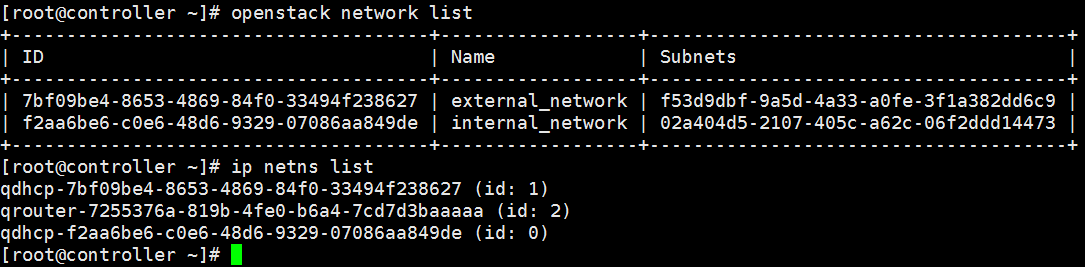 [root@controller ~]# openstack network list
+--------------------------------------+------------------+--------------------------------------+
| ID                                   | Name             | Subnets                              |
+--------------------------------------+------------------+--------------------------------------+
| 7bf09be4-8653-4869-84f0-33494f238627 | external_network | f53d9dbf-9a5d-4a33-a0fe-3f1a382dd6c9 |
| f2aa6be6-c0e6-48d6-9329-07086aa849de | internal_network | 02a404d5-2107-405c-a62c-06f2ddd14473 |
+--------------------------------------+------------------+--------------------------------------+
[root@controller ~]# ip netns list
qdhcp-7bf09be4-8653-4869-84f0-33494f238627 (id: 1)
qrouter-7255376a-819b-4fe0-b6a4-7cd7d3baaaaa (id: 2)
qdhcp-f2aa6be6-c0e6-48d6-9329-07086aa849de (id: 0)
[root@controller ~]#